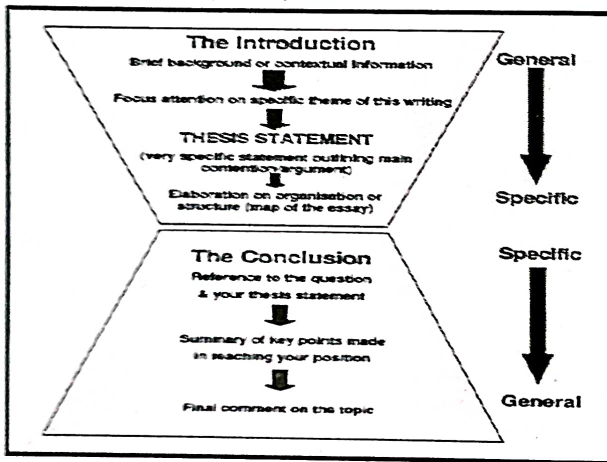 The Introduction
Brief background or contextual information
Focus attention on specific theme of this writing
THESIS STATEMENT
(very specific statement outlining main
contention/argument)
Elaboration on organisation or
structure (map of the essay)
General
Specific
The Conclusion
Reference to the question
& your thesis statement
Summary of key points made
in reaching your position
Final comment on the topic
Specific
General